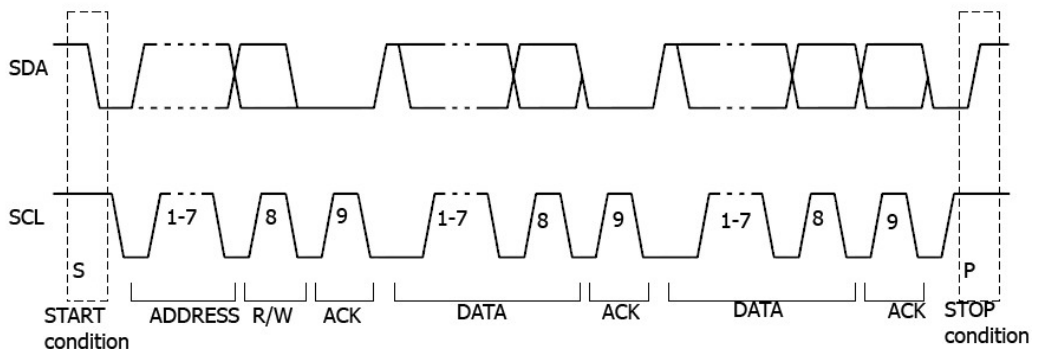 SDA
SCL
1-7
8
9
1-7
8
9
1-7
8
9
S
P
START
condition
ADDRESS
R/W
ACK
DATA
ACK
DATA
ACK
STOP
condition